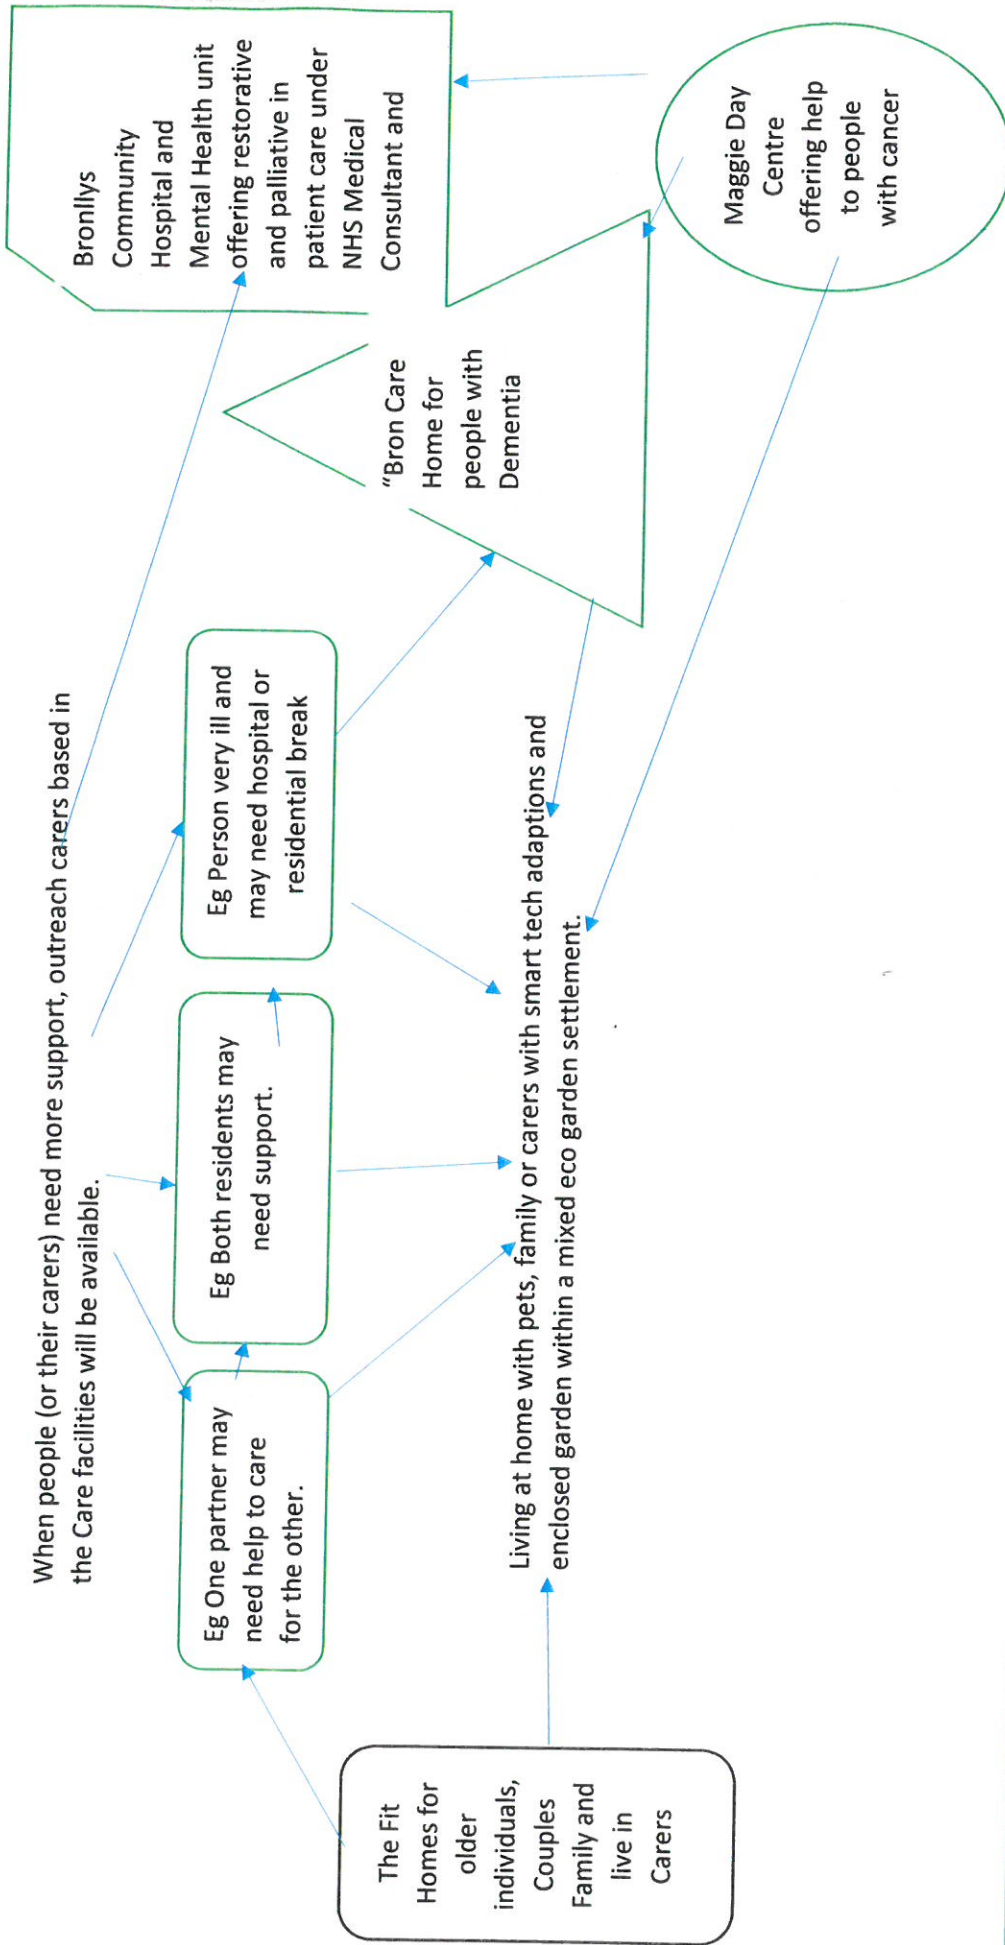 When people (or their carers) need more support, outreach carers based in
the Care facilities will be available.
Bronllys
Community
Hospital and
Mental Health unit
offering restorative
and palliative in
patient care under
NHS Medical
Consultant and
Eg One partner may
need help to care
for the other.
Eg Both residents may
need support.
Eg Person very ill and
may need hospital or
residential break
"Bron Care
Home for
people with
Dementia
The Fit
Homes for
older
individuals,
Couples
Family and
live in
Carers
Living at home with pets, family or carers with smart tech adaptions and
enclosed garden within a mixed eco garden settlement.
Maggie Day
Centre
offering help
to people
with cancer